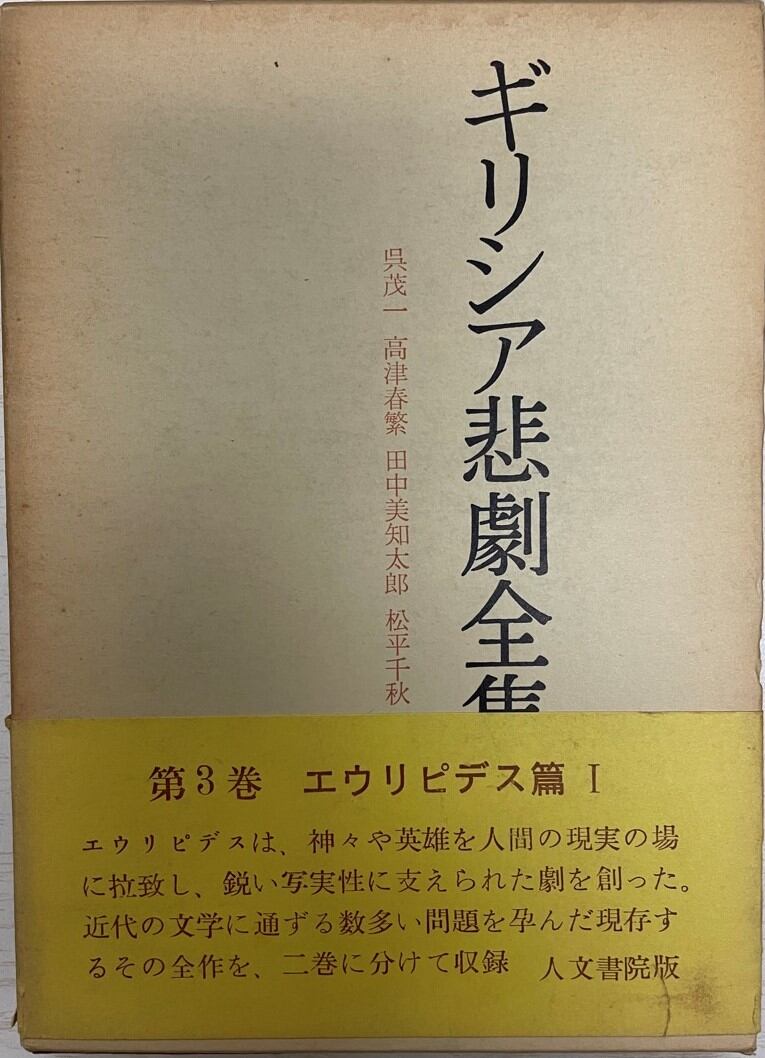 ギリシア悲劇全集
呉茂一 高津春繁 田中美知太郎 松平千秋
第3巻 エウリピデス篇 I
エウリピデスは、神々や英雄を人間の現実の場
に拉致し、鋭い写実性に支えられた劇を創った。
近代の文学に通ずる数多い問題を孕んだ現存す
るその全作を、二巻に分けて収録 人文書院版